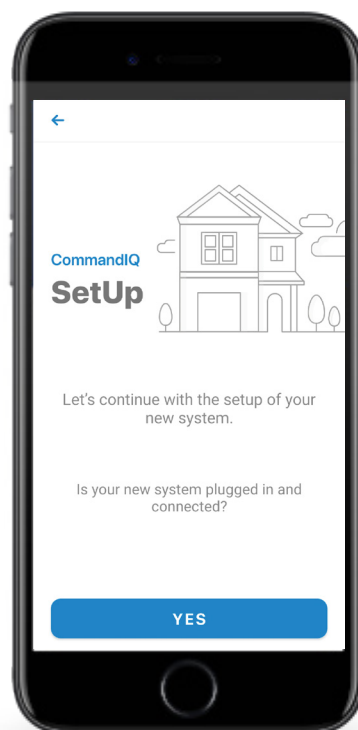 CommandIQ
SetUp
Let's continue with the setup of your
new system.
Is your new system plugged in and
connected?
YES